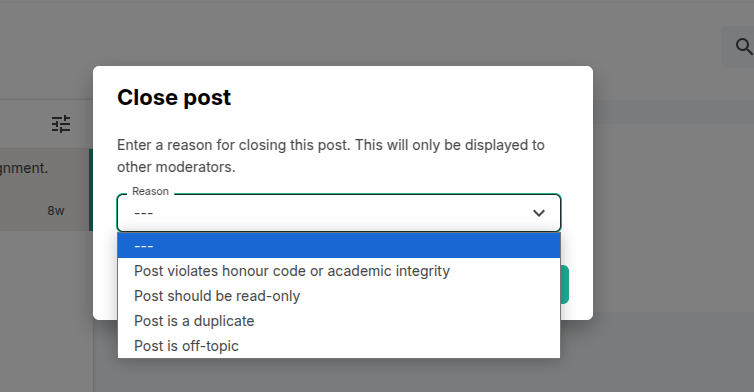 Close post
gnment.
8w
Enter a reason for closing this post. This will only be displayed to
other moderators.
Reason
---
---
Post violates honour code or academic integrity
Post should be read-only
Post is a duplicate
Post is off-topic